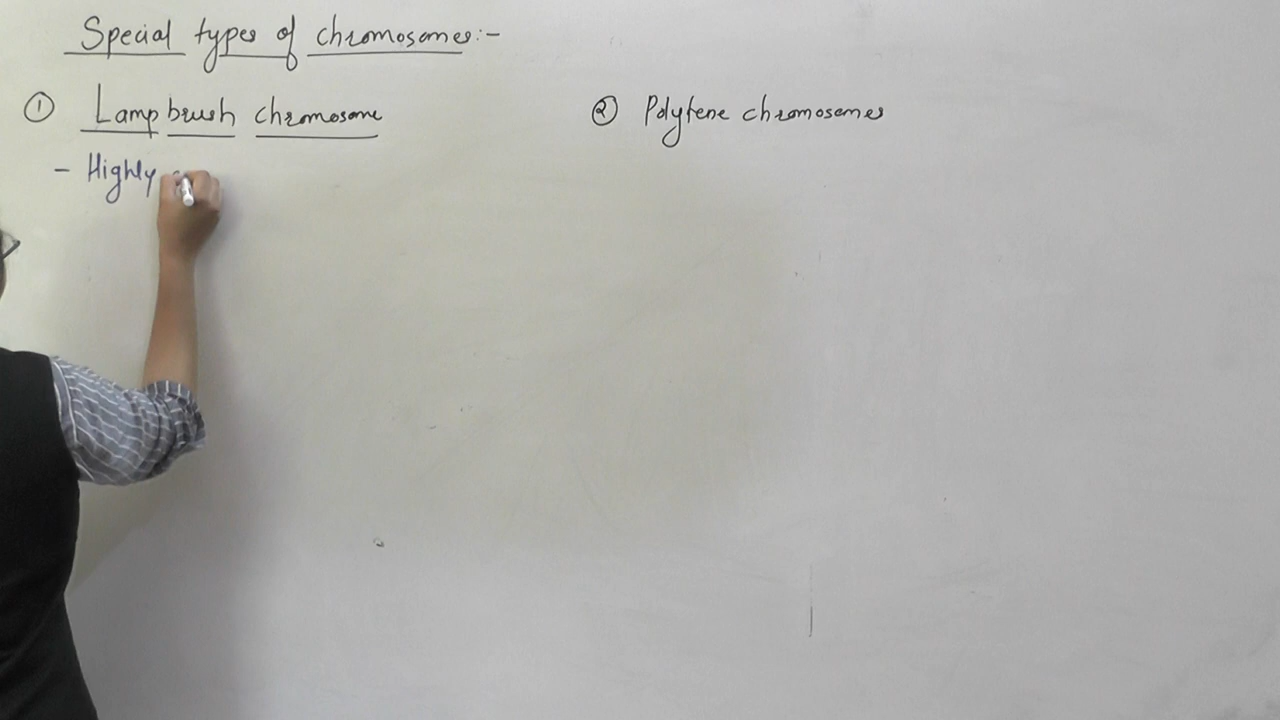 Special types of chromosomes:-
① Lampbrush chromosome
② Polytene chromosomes
- Highly